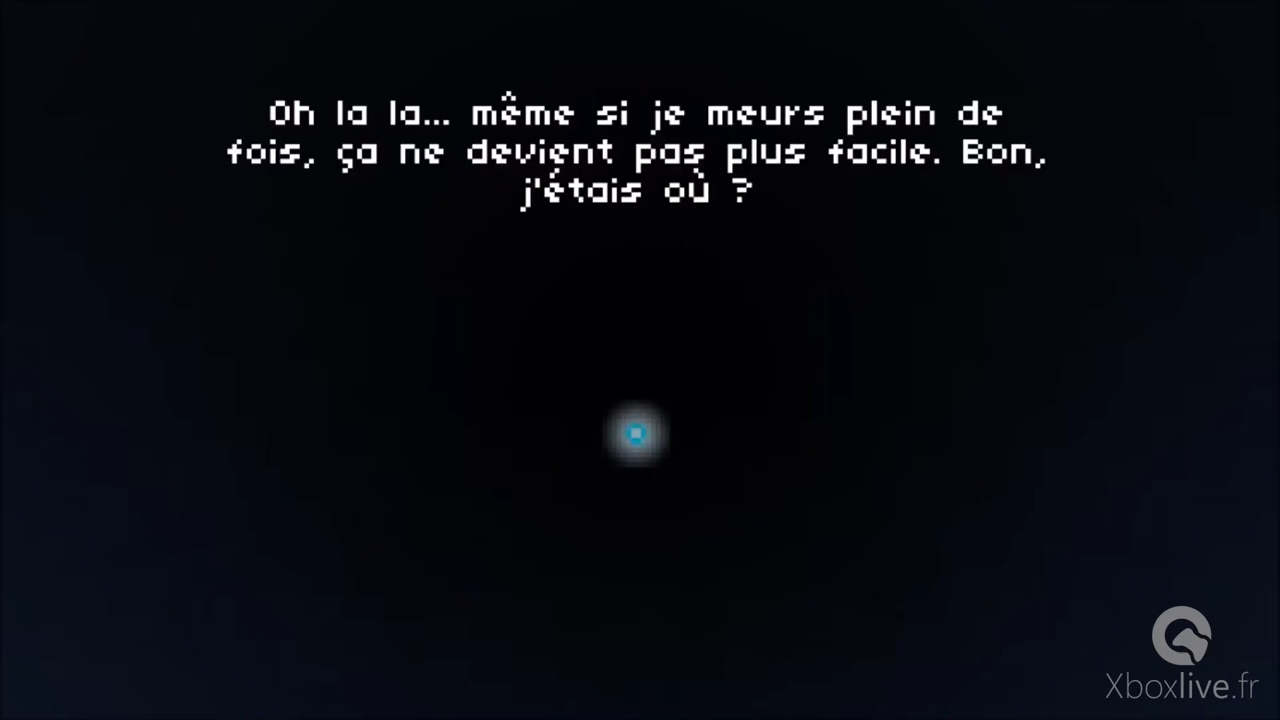 Oh la la... même si je meurs plein de
fois, ça ne devient pas plus facile. Bon,
j'étais où ?
Xboxlive.fr